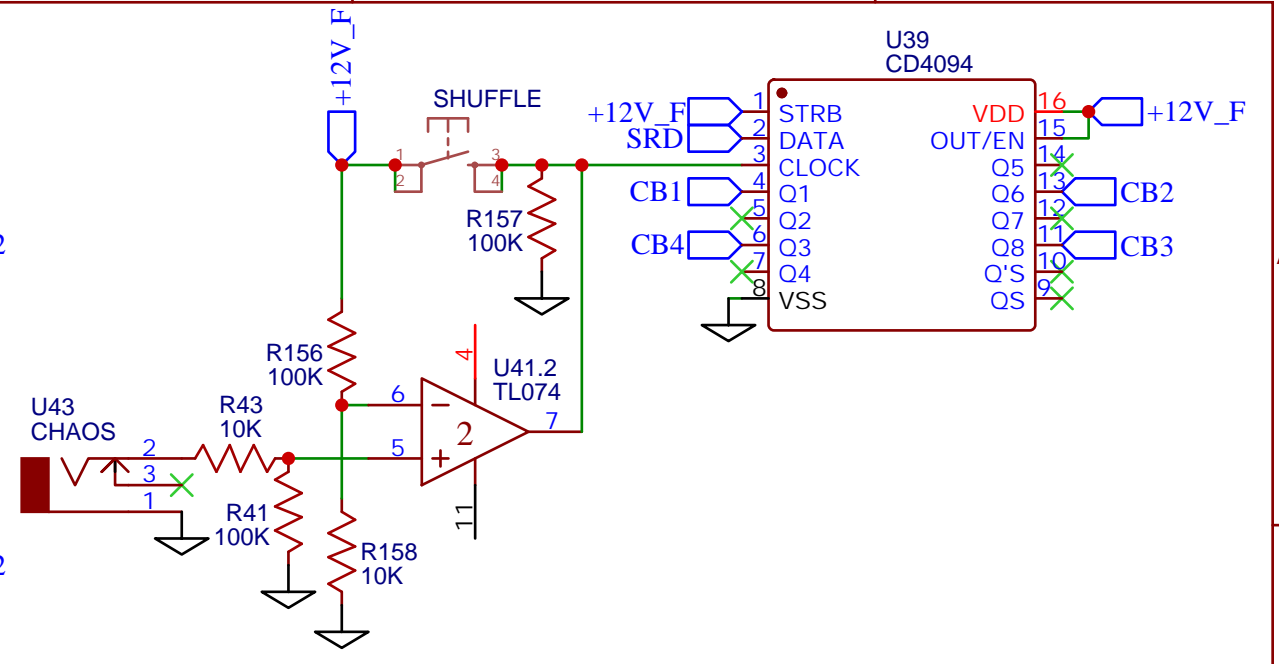 +12V_F
SHUFFLE
1
2
3
4
R157
100K
U39
CD4094
+12V_F
SRD
CB1
CB4
1
2
3
4
5
6
7
8
STRB
DATA
CLOCK
Q1
Q2
Q3
Q4
VSS
VDD
OUT/EN
Q5
Q6
Q7
Q8
Q'S
QS
16
15
14
13
12
11
10
9
+12V_F
CB2
CB3
2
R156
100K
U41.2
TL074
4
6
5
2
7
11
U43
CHAOS
2
3
1
R43
10K
R41
100K
R158
10K
2